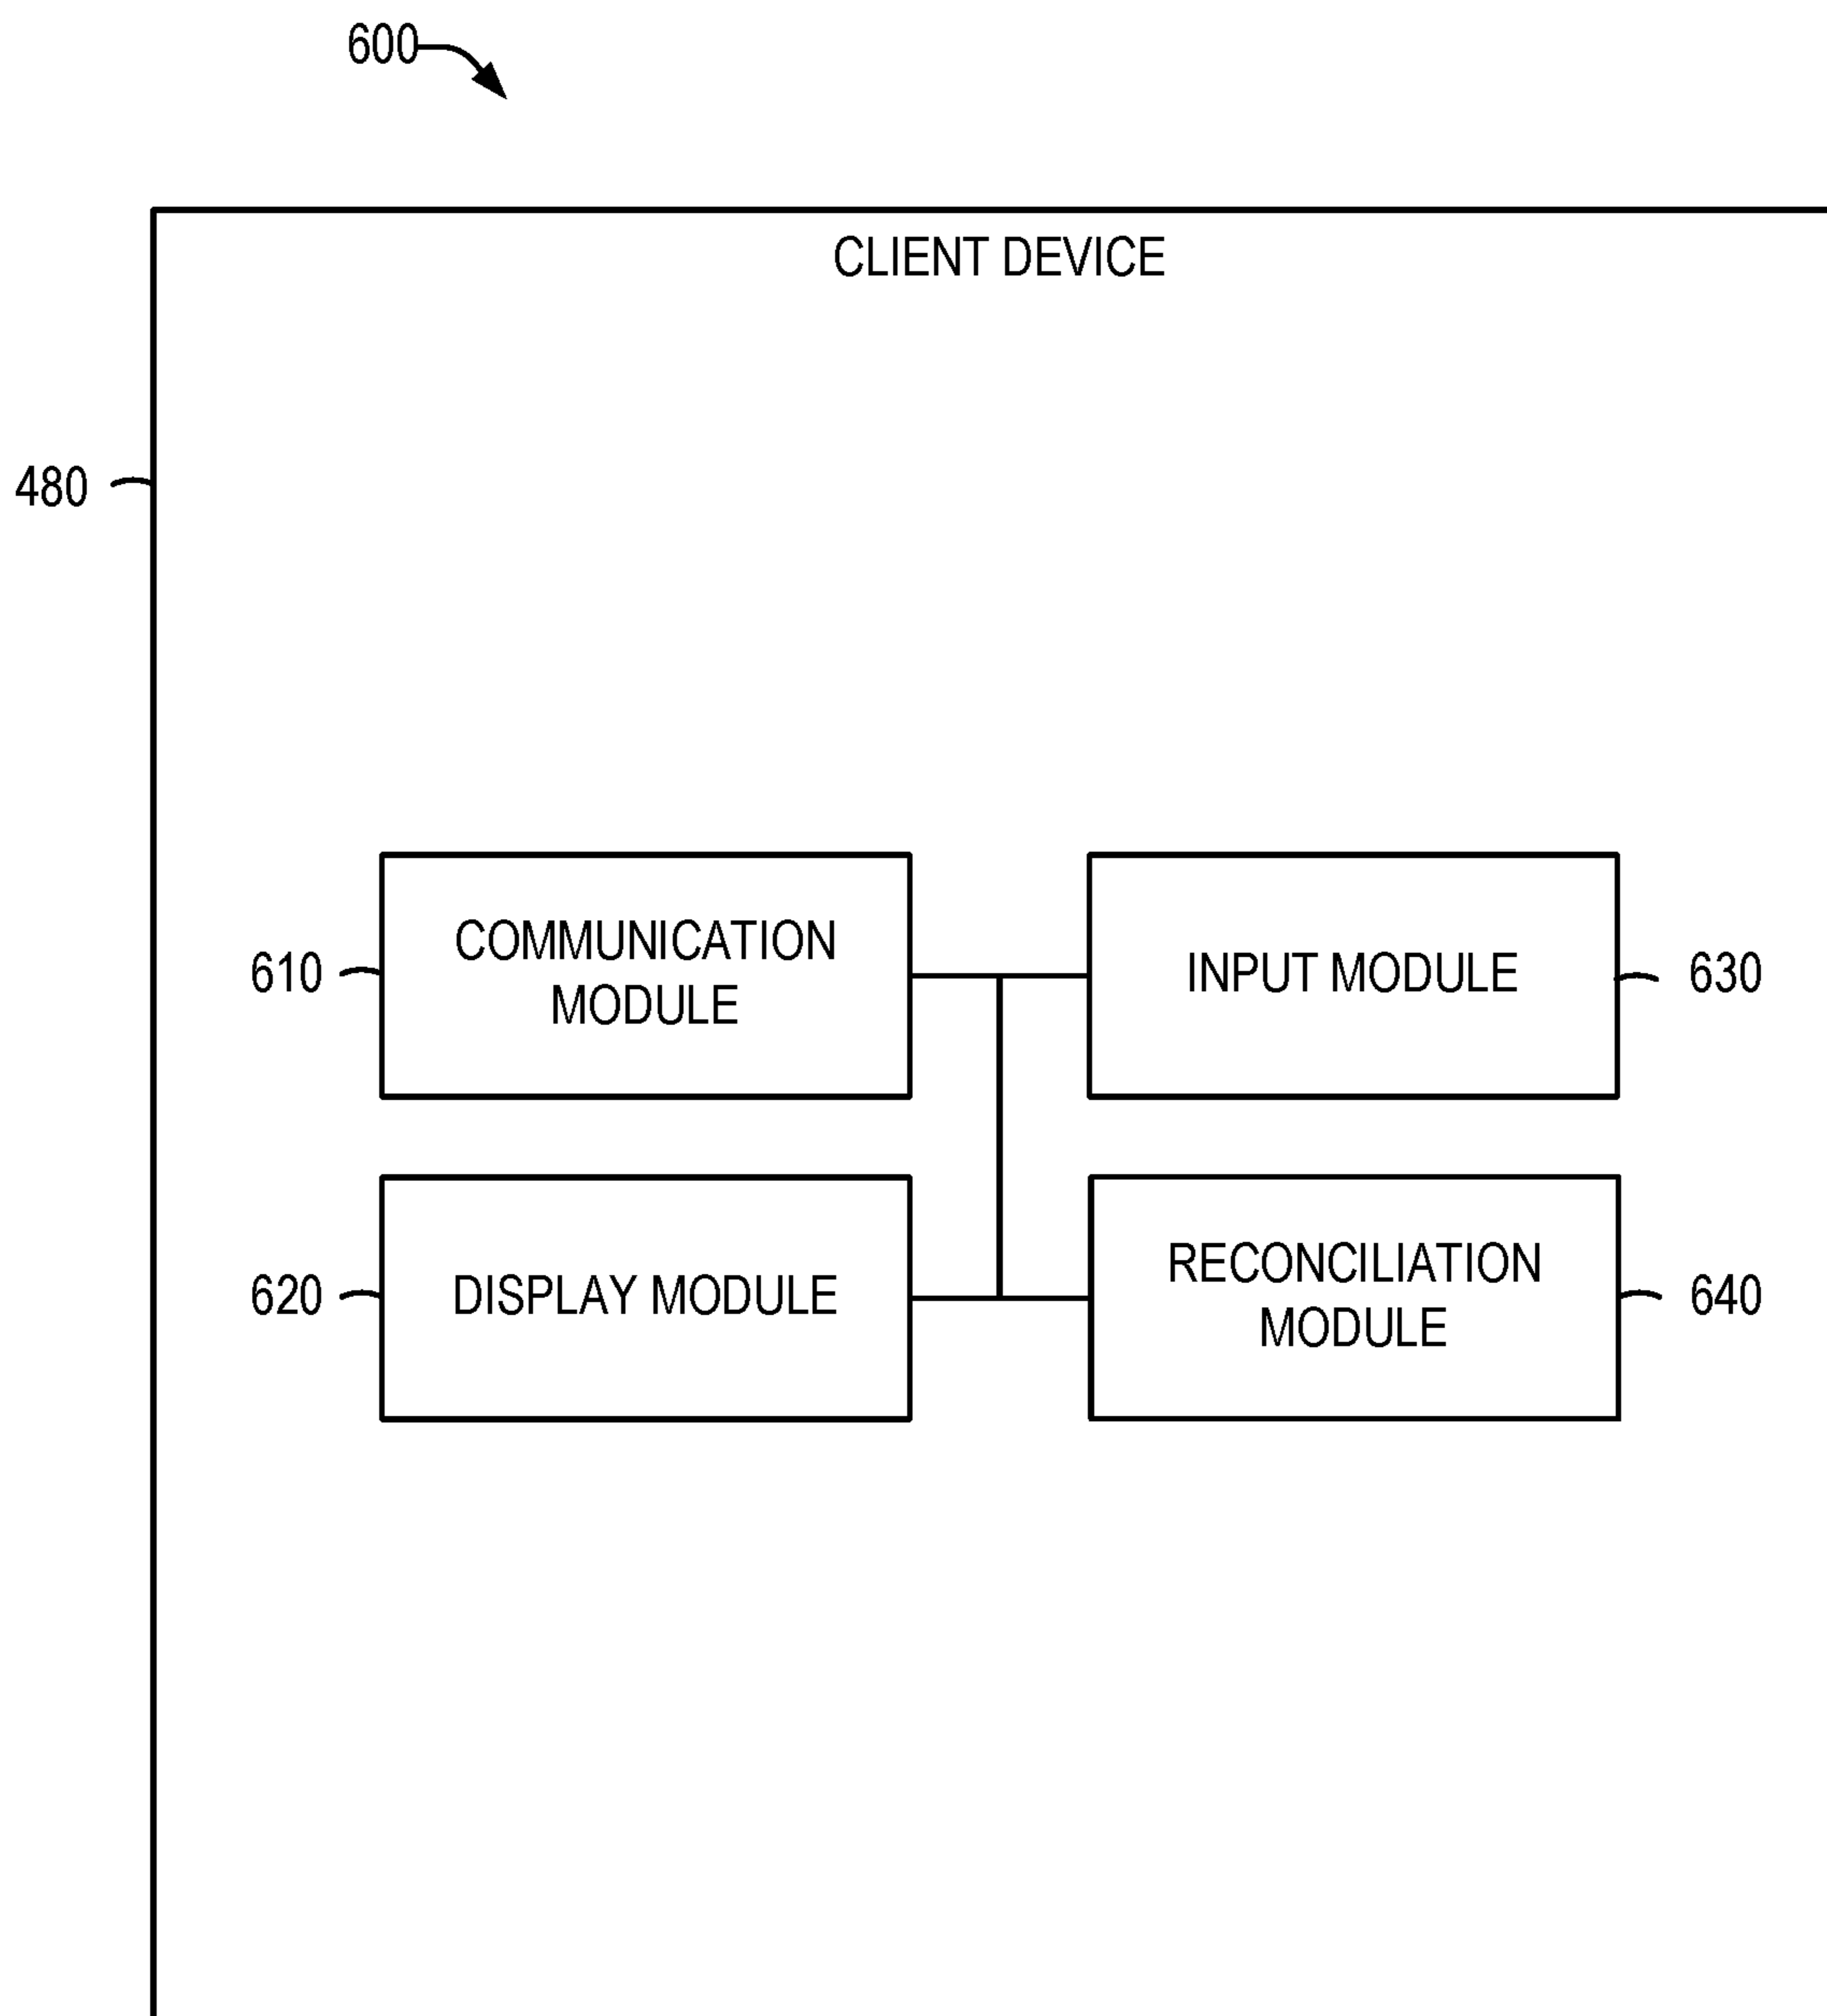 600
CLIENT DEVICE
480
610
COMMUNICATION
MODULE
INPUT MODULE
630
620
DISPLAY MODULE
RECONCILIATION
MODULE
640